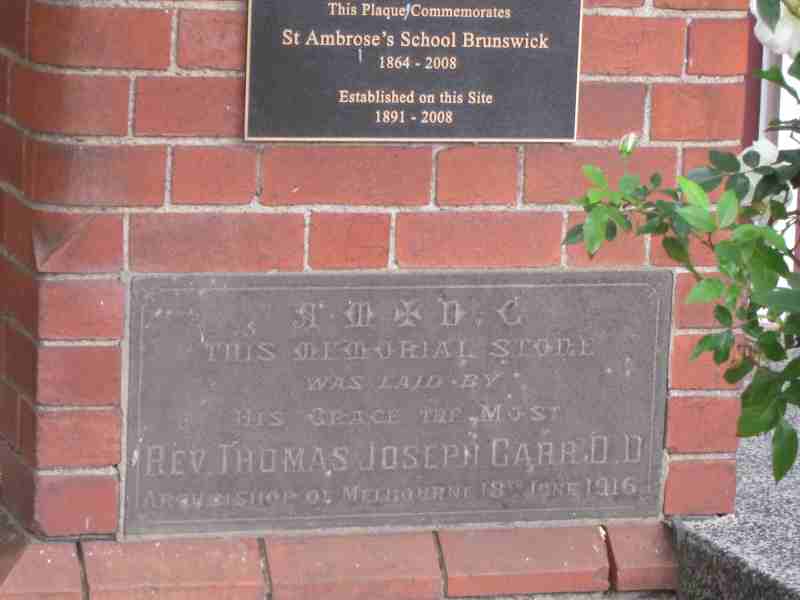 This Plaque Commemorates
St Ambrose's School Brunswick
1864 - 2008
Established on this Site
1891 - 2008
A · M ✠ D · G
THIS MEMORIAL STONE
WAS LAID · BY
HIS GRACE THE MOST
REV. THOMAS JOSEPH CARR. D.D
ARCHBISHOP OF MELBOURNE 18TH JUNE 1916